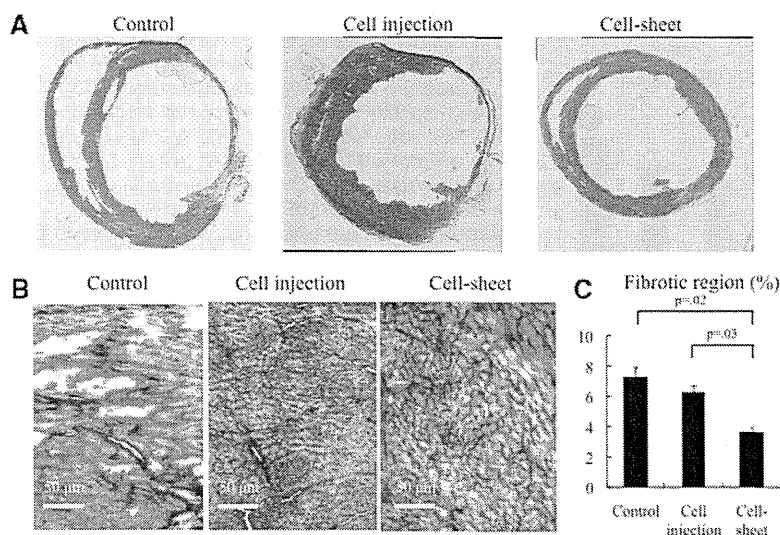 A
Control
Cell injection
Cell-sheet
B
Control
Cell injection
Cell-sheet
50 μm
50 μm
50 μm
C
Fibrotic region (%)
p=.02
p=.03
10
8
6
4
2
0
Control
Cell injection
Cell-sheet